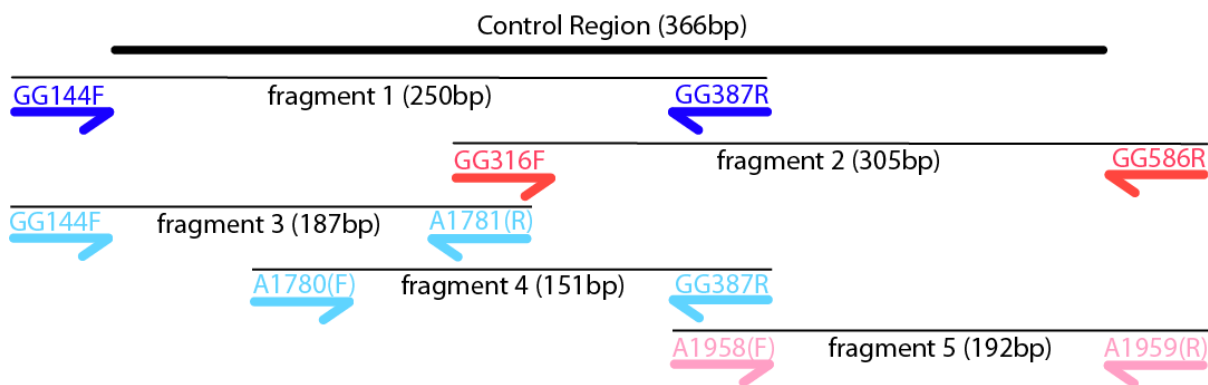 Control Region (366bp)
GG144F fragment 1 (250bp) GG387R
GG316F fragment 2 (305bp) GG586R
GG144F fragment 3 (187bp) A1781(R)
A1780(F) fragment 4 (151bp) GG387R
A1958(F) fragment 5 (192bp) A1959(R)